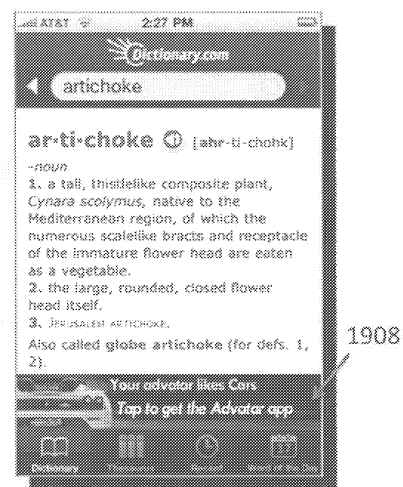 AT&T 2:27 PM
Dictionary.com
artichoke
ar·ti·choke [ahr-ti-chohk]
-noun
1. a tall, thistlelike composite plant,
Cynara scolymus, native to the
Mediterranean region, of which the
numerous scalelike bracts and receptacle
of the immature flower head are eaten
as a vegetable.
2. the large, rounded, closed flower
head itself.
3. JERUSALEM ARTICHOKE.
Also called globe artichoke (for defs. 1,
2).
1908
Your advatar likes Cars
Tap to get the Advatar app
17
Dictionary Thesaurus Recent Word of the Day